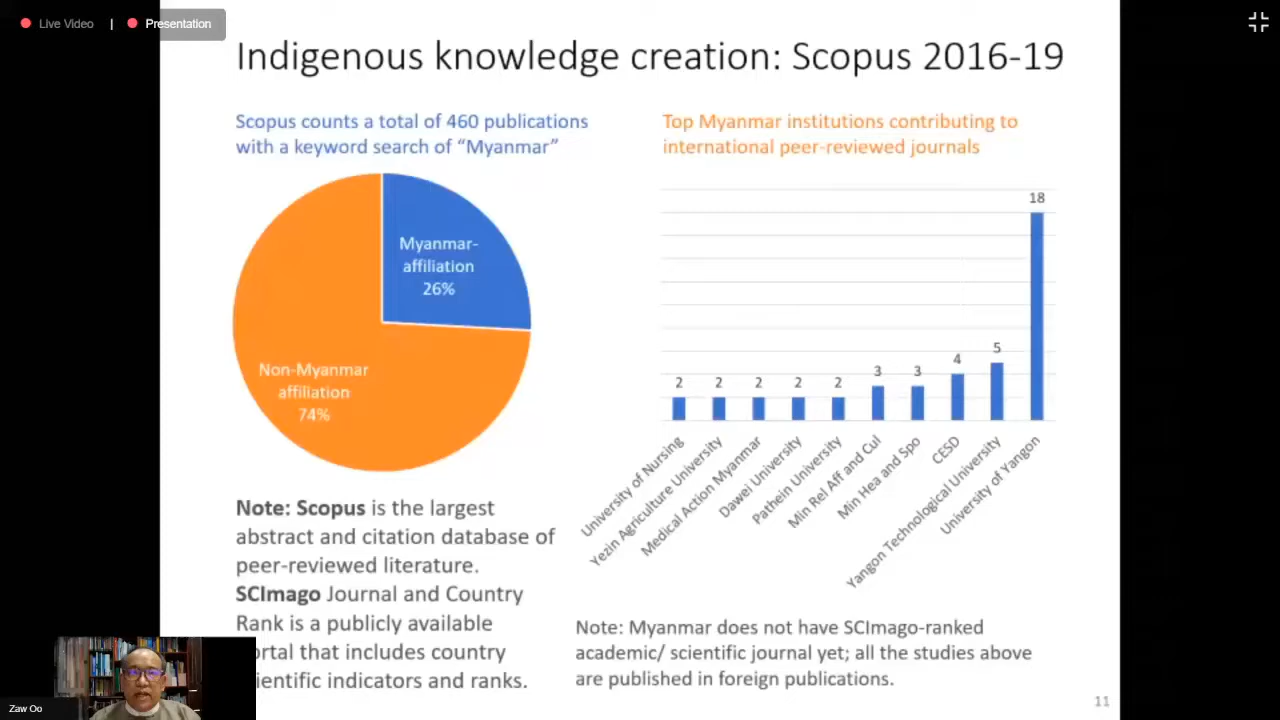 Live Video | Presentation
Indigenous knowledge creation: Scopus 2016-19
Scopus counts a total of 460 publications
with a keyword search of “Myanmar”
Myanmar-
affiliation
26%
Non-Myanmar
affiliation
74%
Note: Scopus is the largest
abstract and citation database of
peer-reviewed literature.
SCImago Journal and Country
Rank is a publicly available
ortal that includes country
ientific indicators and ranks.
Top Myanmar institutions contributing to
international peer-reviewed journals
2
2
2
2
2
3
3
4
5
18
University of Nursing
Yezin Agriculture University
Medical Action Myanmar
Dawei University
Pathein University
Min Rel Aff and Cul
Min Hea and Spo
CESD
Yangon Technological University
University of Yangon
Note: Myanmar does not have SCImago-ranked
academic/ scientific journal yet; all the studies above
are published in foreign publications.
11
Zaw Oo